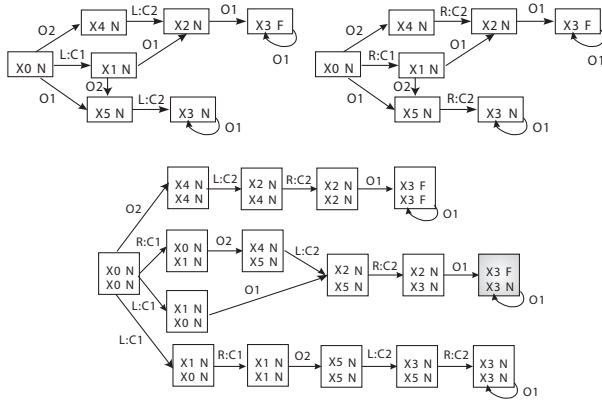 X4 N L:C2 X2 N O1 X3 F
O2 O1 O1
X0 N L:C1 X1 N
O1 O2
X5 N L:C2 X3 N
O1
X4 N R:C2 X2 N O1 X3 F
O2 O1 O1
X0 N R:C1 X1 N
O1 O2
X5 N R:C2 X3 N
O1
X4 N L:C2 X2 N R:C2 X2 N O1 X3 F
X4 N X4 N X2 N X3 F
O2 O1
R:C1 X0 N O2 X4 N L:C2
X1 N X5 N
X0 N X2 N R:C2 X2 N O1 X3 F
X0 N X5 N X3 N X3 N
L:C1 X1 N O1 O1
X0 N
L:C1
X1 N R:C1 X1 N O2 X5 N L:C2 X3 N R:C2 X3 N
X0 N X1 N X5 N X5 N X3 N
O1